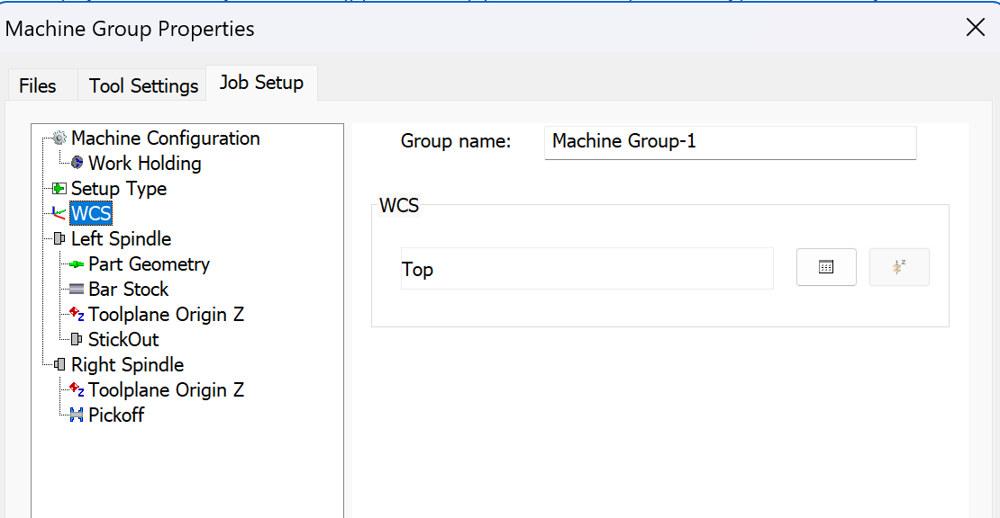 Machine Group Properties
Files
Tool Settings
Job Setup
Machine Configuration
Work Holding
Setup Type
WCS
Left Spindle
Part Geometry
Bar Stock
Toolplane Origin Z
StickOut
Right Spindle
Toolplane Origin Z
Pickoff
Group name:
Machine Group-1
WCS
Top